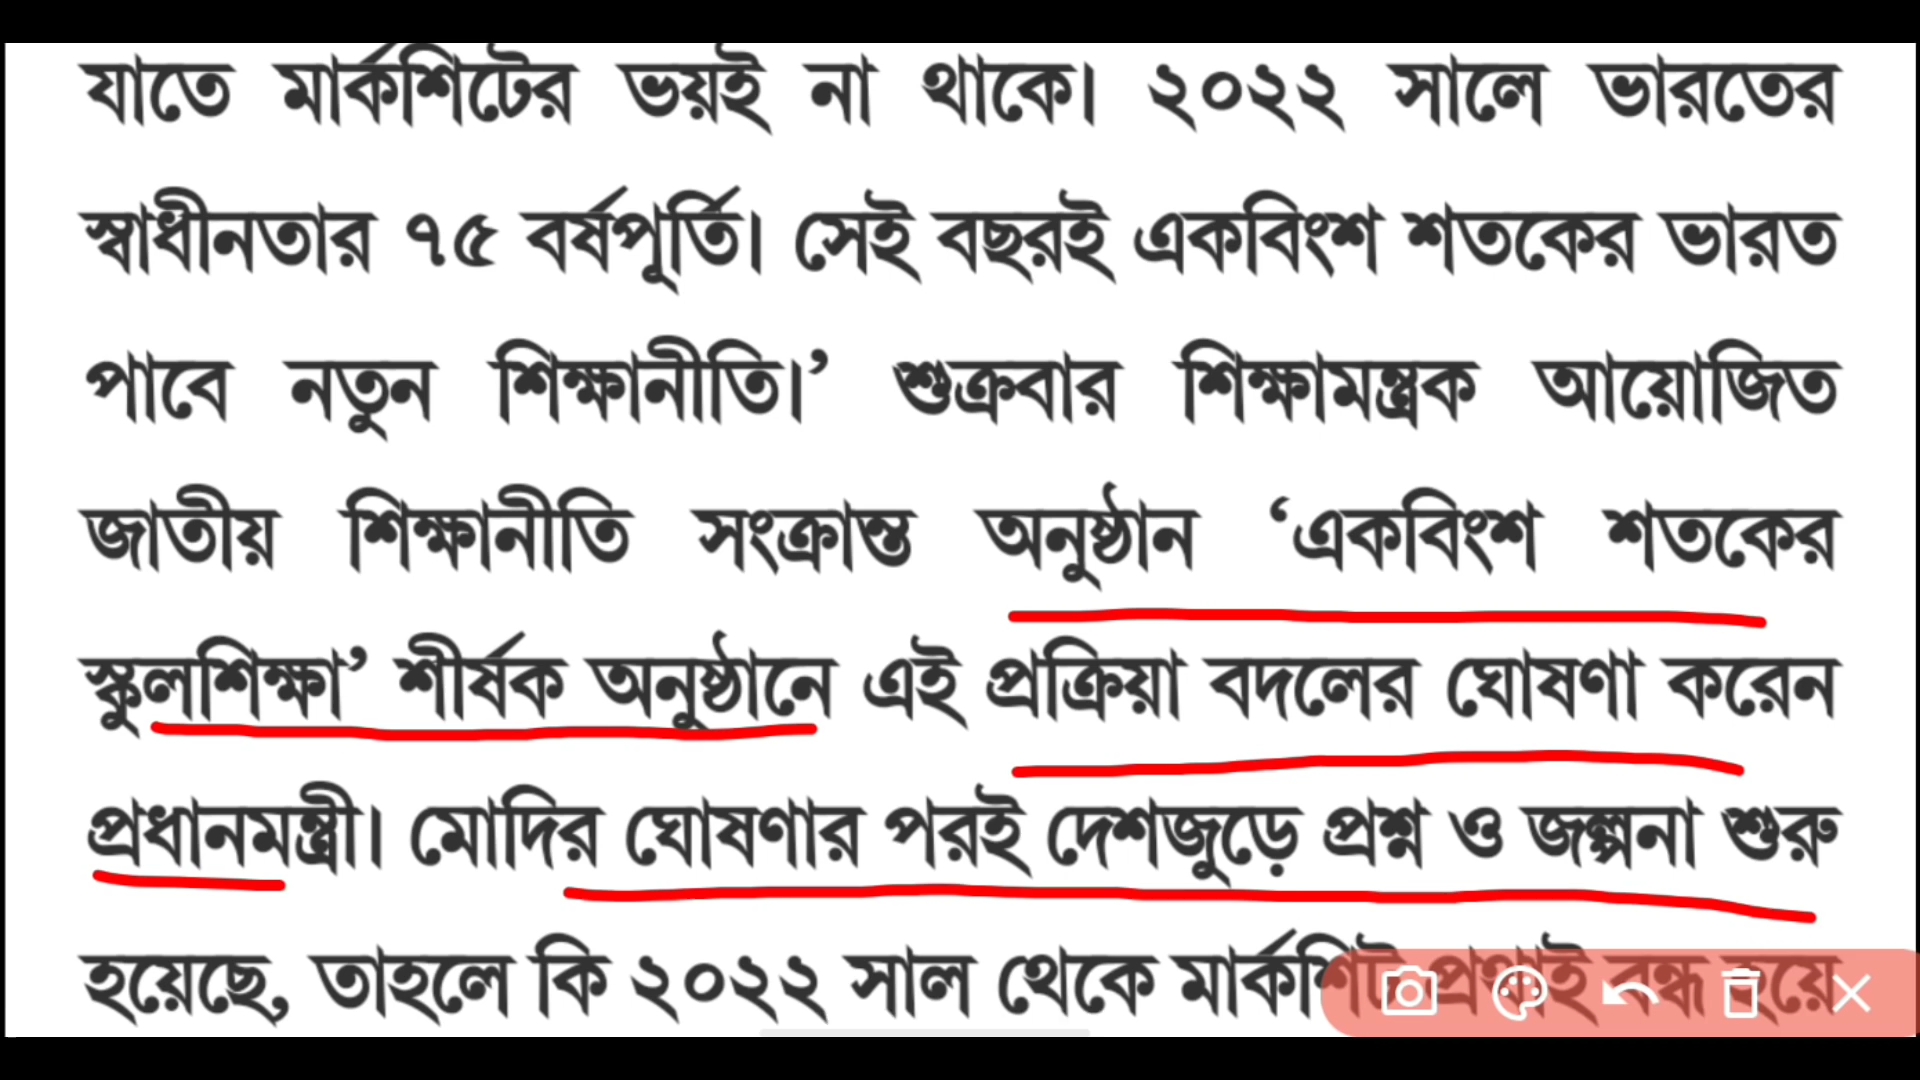 যাতে মার্কশিটের ভয়ই না থাকে। ২০২২ সালে ভারতের
স্বাধীনতার ৭৫ বর্ষপূর্তি। সেই বছরই একবিংশ শতকের ভারত
পাবে নতুন শিক্ষানীতি।’ শুক্রবার শিক্ষামন্ত্রক আয়োজিত
জাতীয় শিক্ষানীতি সংক্রান্ত অনুষ্ঠান ‘একবিংশ শতকের
স্কুলশিক্ষা’ শীর্ষক অনুষ্ঠানে এই প্রক্রিয়া বদলের ঘোষণা করেন
প্রধানমন্ত্রী। মোদির ঘোষণার পরই দেশজুড়ে প্রশ্ন ও জল্পনা শুরু
হয়েছে, তাহলে কি ২০২২ সাল থেকে মার্কশিট প্রথাই বন্ধ হয়ে